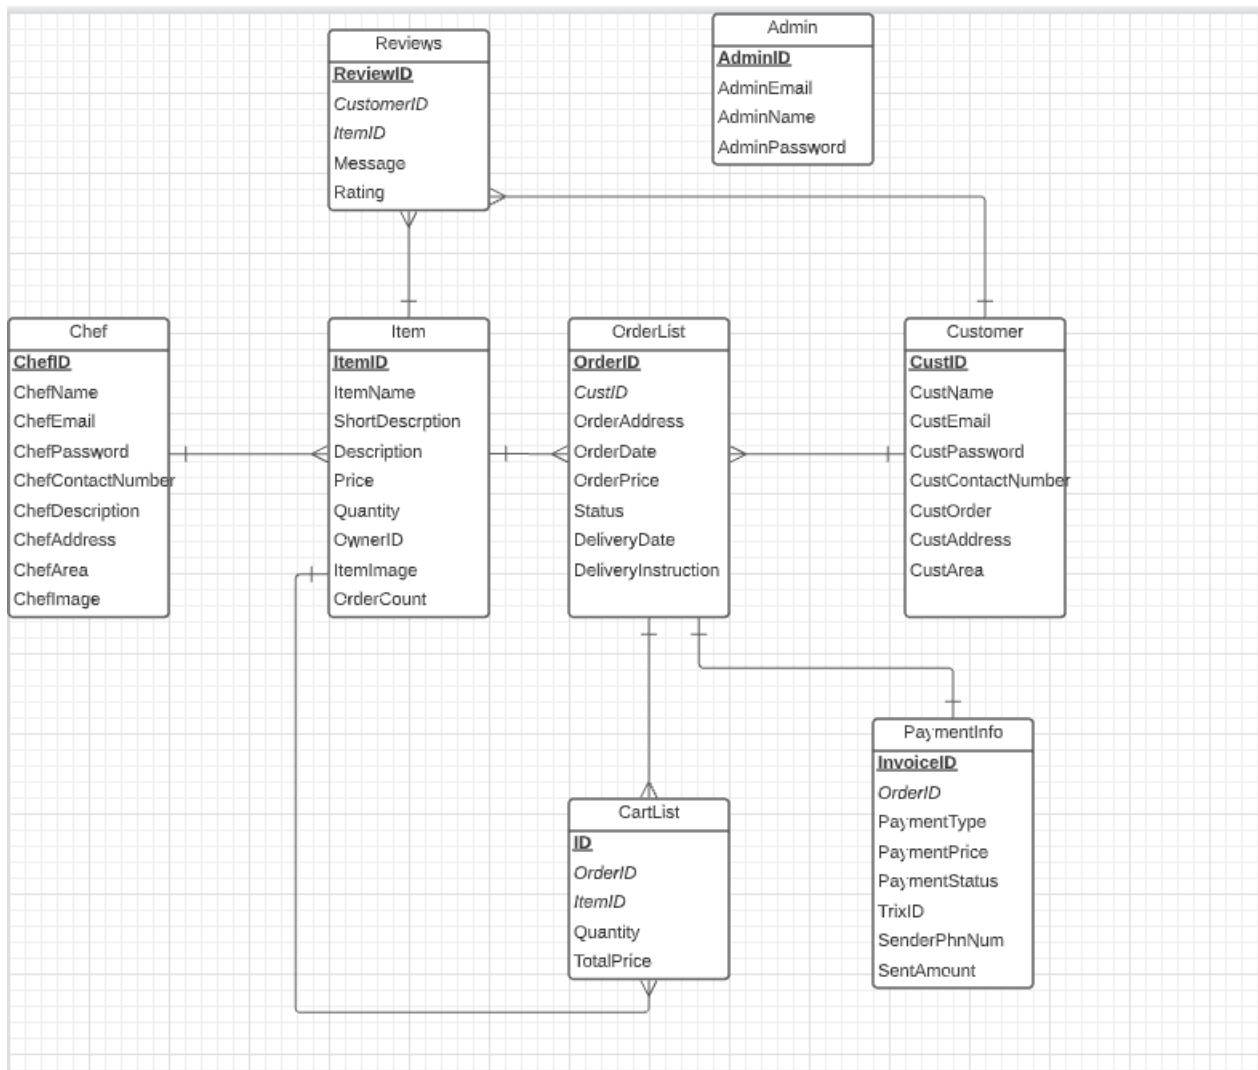 Reviews
ReviewID
CustomerID
ItemID
Message
Rating
Admin
AdminID
AdminEmail
AdminName
AdminPassword
Chef
ChefID
ChefName
ChefEmail
ChefPassword
ChefContactNumber
ChefDescription
ChefAddress
ChefArea
ChefImage
Item
ItemID
ItemName
ShortDescrption
Description
Price
Quantity
OwnerID
ItemImage
OrderCount
OrderList
OrderID
CustID
OrderAddress
OrderDate
OrderPrice
Status
DeliveryDate
DeliveryInstruction
Customer
CustID
CustName
CustEmail
CustPassword
CustContactNumber
CustOrder
CustAddress
CustArea
CartList
ID
OrderID
ItemID
Quantity
TotalPrice
PaymentInfo
InvoiceID
OrderID
PaymentType
PaymentPrice
PaymentStatus
TrixID
SenderPhnNum
SentAmount